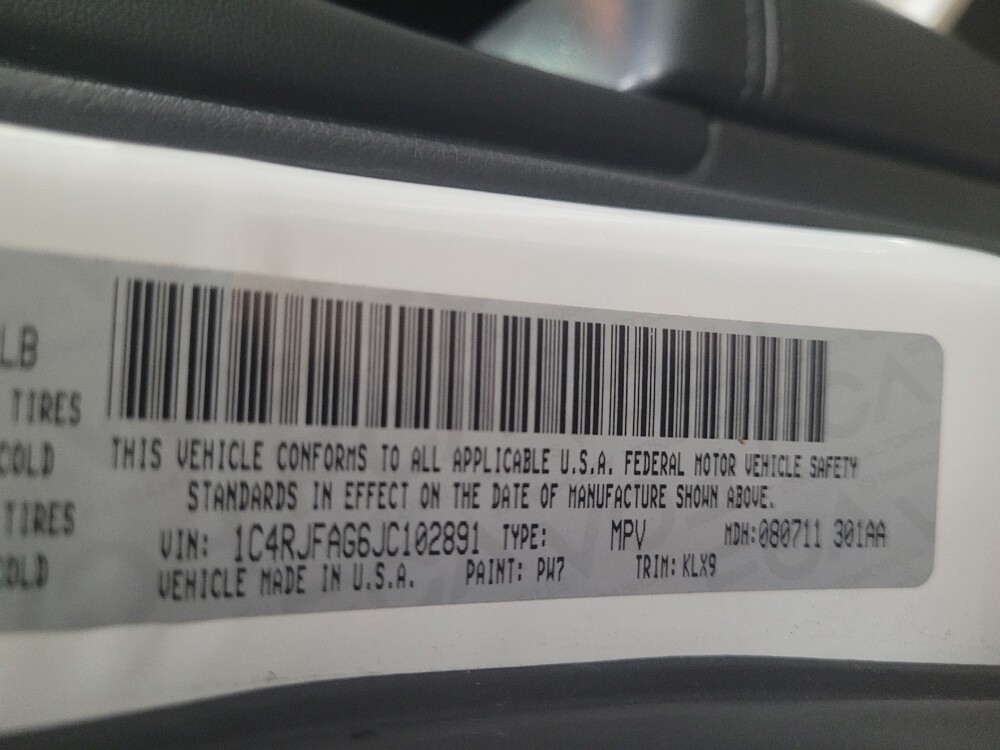 LB
TIRES
COLD
TIRES
COLD
THIS VEHICLE CONFORMS TO ALL APPLICABLE U.S.A. FEDERAL MOTOR VEHICLE SAFETY
STANDARDS IN EFFECT ON THE DATE OF MANUFACTURE SHOWN ABOVE.
VIN: 1C4RJFAG6JC102891 TYPE: MPV MDH:080711 301AA
VEHICLE MADE IN U.S.A. PAINT: PW7 TRIM: KLX9